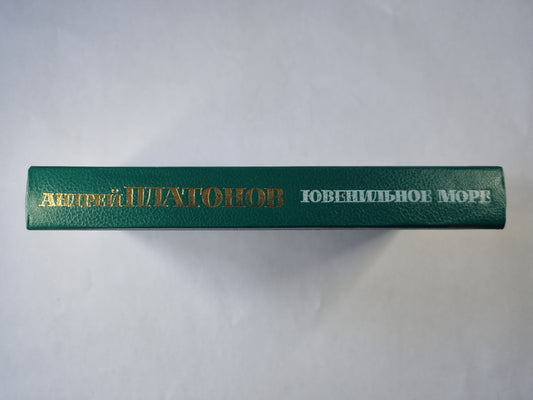 АНДРЕЙ ПЛАТОНОВ ЮВЕНИЛЬНОЕ МОРЕ